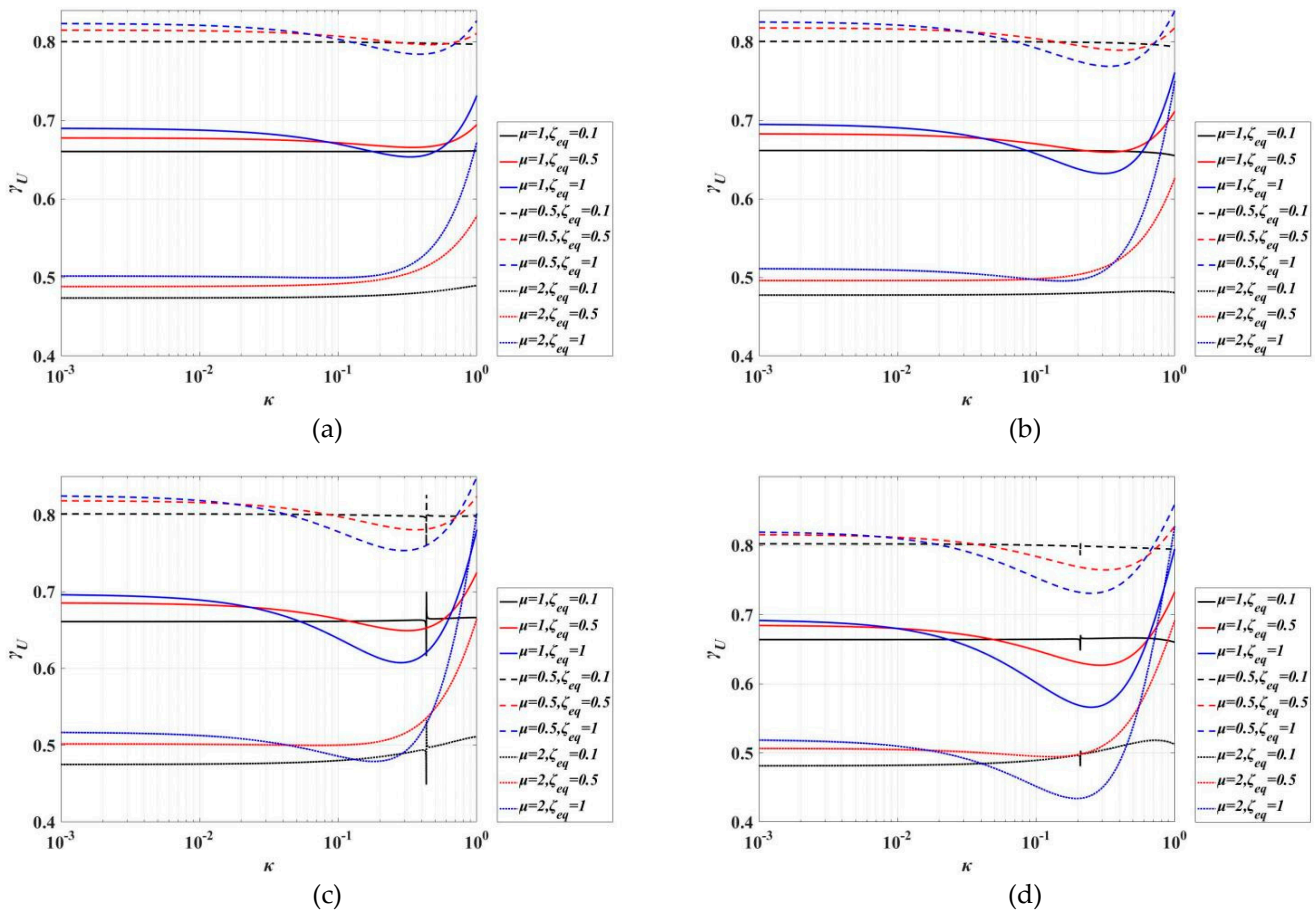 0.8
0.7
0.6
0.5
0.4
γU
10-3
10-2
10-1
100
κ
μ=1,ζeq=0.1
μ=1,ζeq=0.5
μ=1,ζeq=1
μ=0.5,ζeq=0.1
μ=0.5,ζeq=0.5
μ=0.5,ζeq=1
μ=2,ζeq=0.1
μ=2,ζeq=0.5
μ=2,ζeq=1
(a)
0.8
0.7
0.6
0.5
0.4
γU
10-3
10-2
10-1
100
κ
μ=1,ζeq=0.1
μ=1,ζeq=0.5
μ=1,ζeq=1
μ=0.5,ζeq=0.1
μ=0.5,ζeq=0.5
μ=0.5,ζeq=1
μ=2,ζeq=0.1
μ=2,ζeq=0.5
μ=2,ζeq=1
(b)
0.8
0.7
0.6
0.5
0.4
γU
10-3
10-2
10-1
100
κ
μ=1,ζeq=0.1
μ=1,ζeq=0.5
μ=1,ζeq=1
μ=0.5,ζeq=0.1
μ=0.5,ζeq=0.5
μ=0.5,ζeq=1
μ=2,ζeq=0.1
μ=2,ζeq=0.5
μ=2,ζeq=1
(c)
0.8
0.7
0.6
0.5
0.4
γU
10-3
10-2
10-1
100
κ
μ=1,ζeq=0.1
μ=1,ζeq=0.5
μ=1,ζeq=1
μ=0.5,ζeq=0.1
μ=0.5,ζeq=0.5
μ=0.5,ζeq=1
μ=2,ζeq=0.1
μ=2,ζeq=0.5
μ=2,ζeq=1
(d)